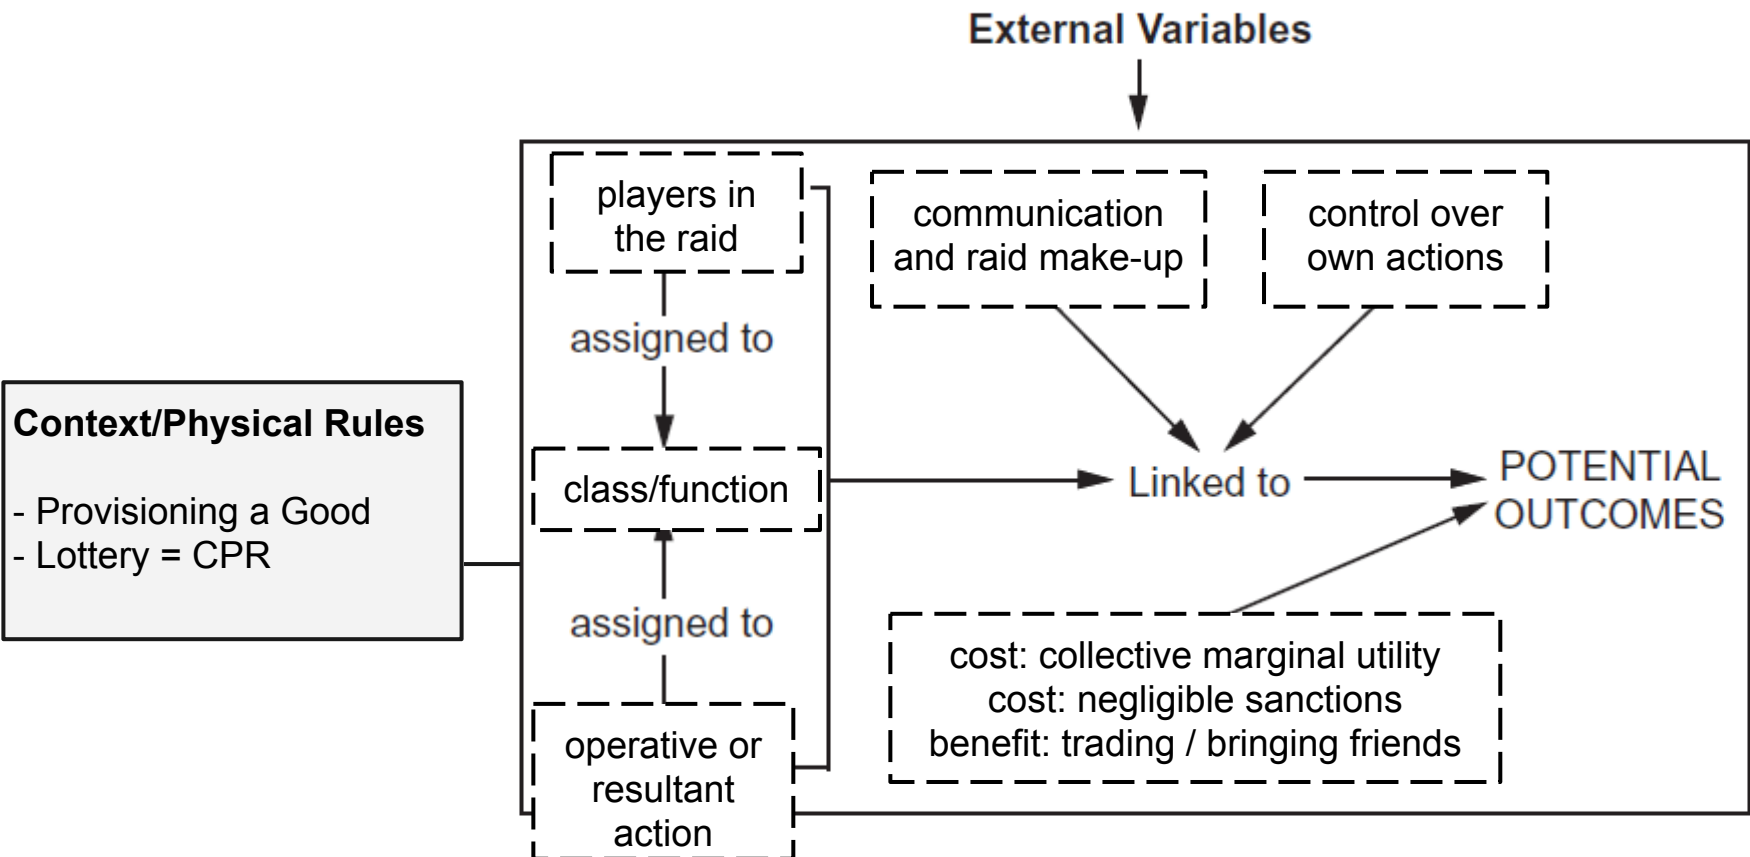 External Variables
players in
the raid
communication
and raid make-up
control over
own actions
assigned to
Context/Physical Rules
- Provisioning a Good
- Lottery = CPR
class/function
Linked to
POTENTIAL
OUTCOMES
assigned to
cost: collective marginal utility
cost: negligible sanctions
benefit: trading / bringing friends
operative or
resultant
action